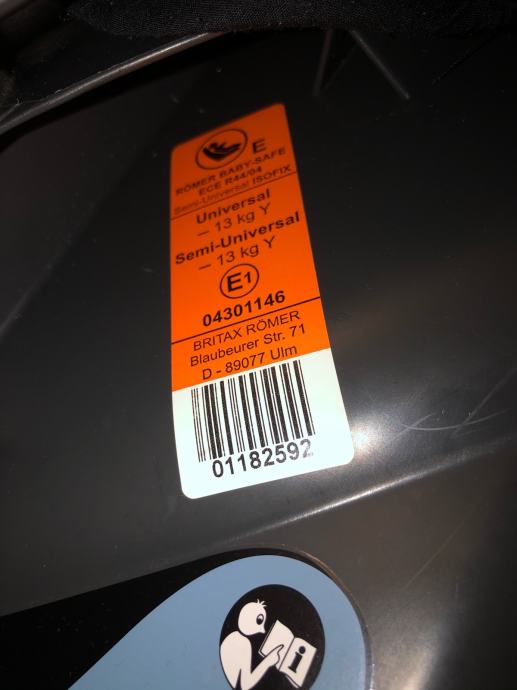 E
RÖMER BABY-SAFE
ECE R44/04
Semi-Universal ISOFIX
Universal
– 13 kg Y
Semi-Universal
– 13 kg Y
E1
04301146
BRITAX RÖMER
Blaubeurer Str. 71
D - 89077 Ulm
01182592
i